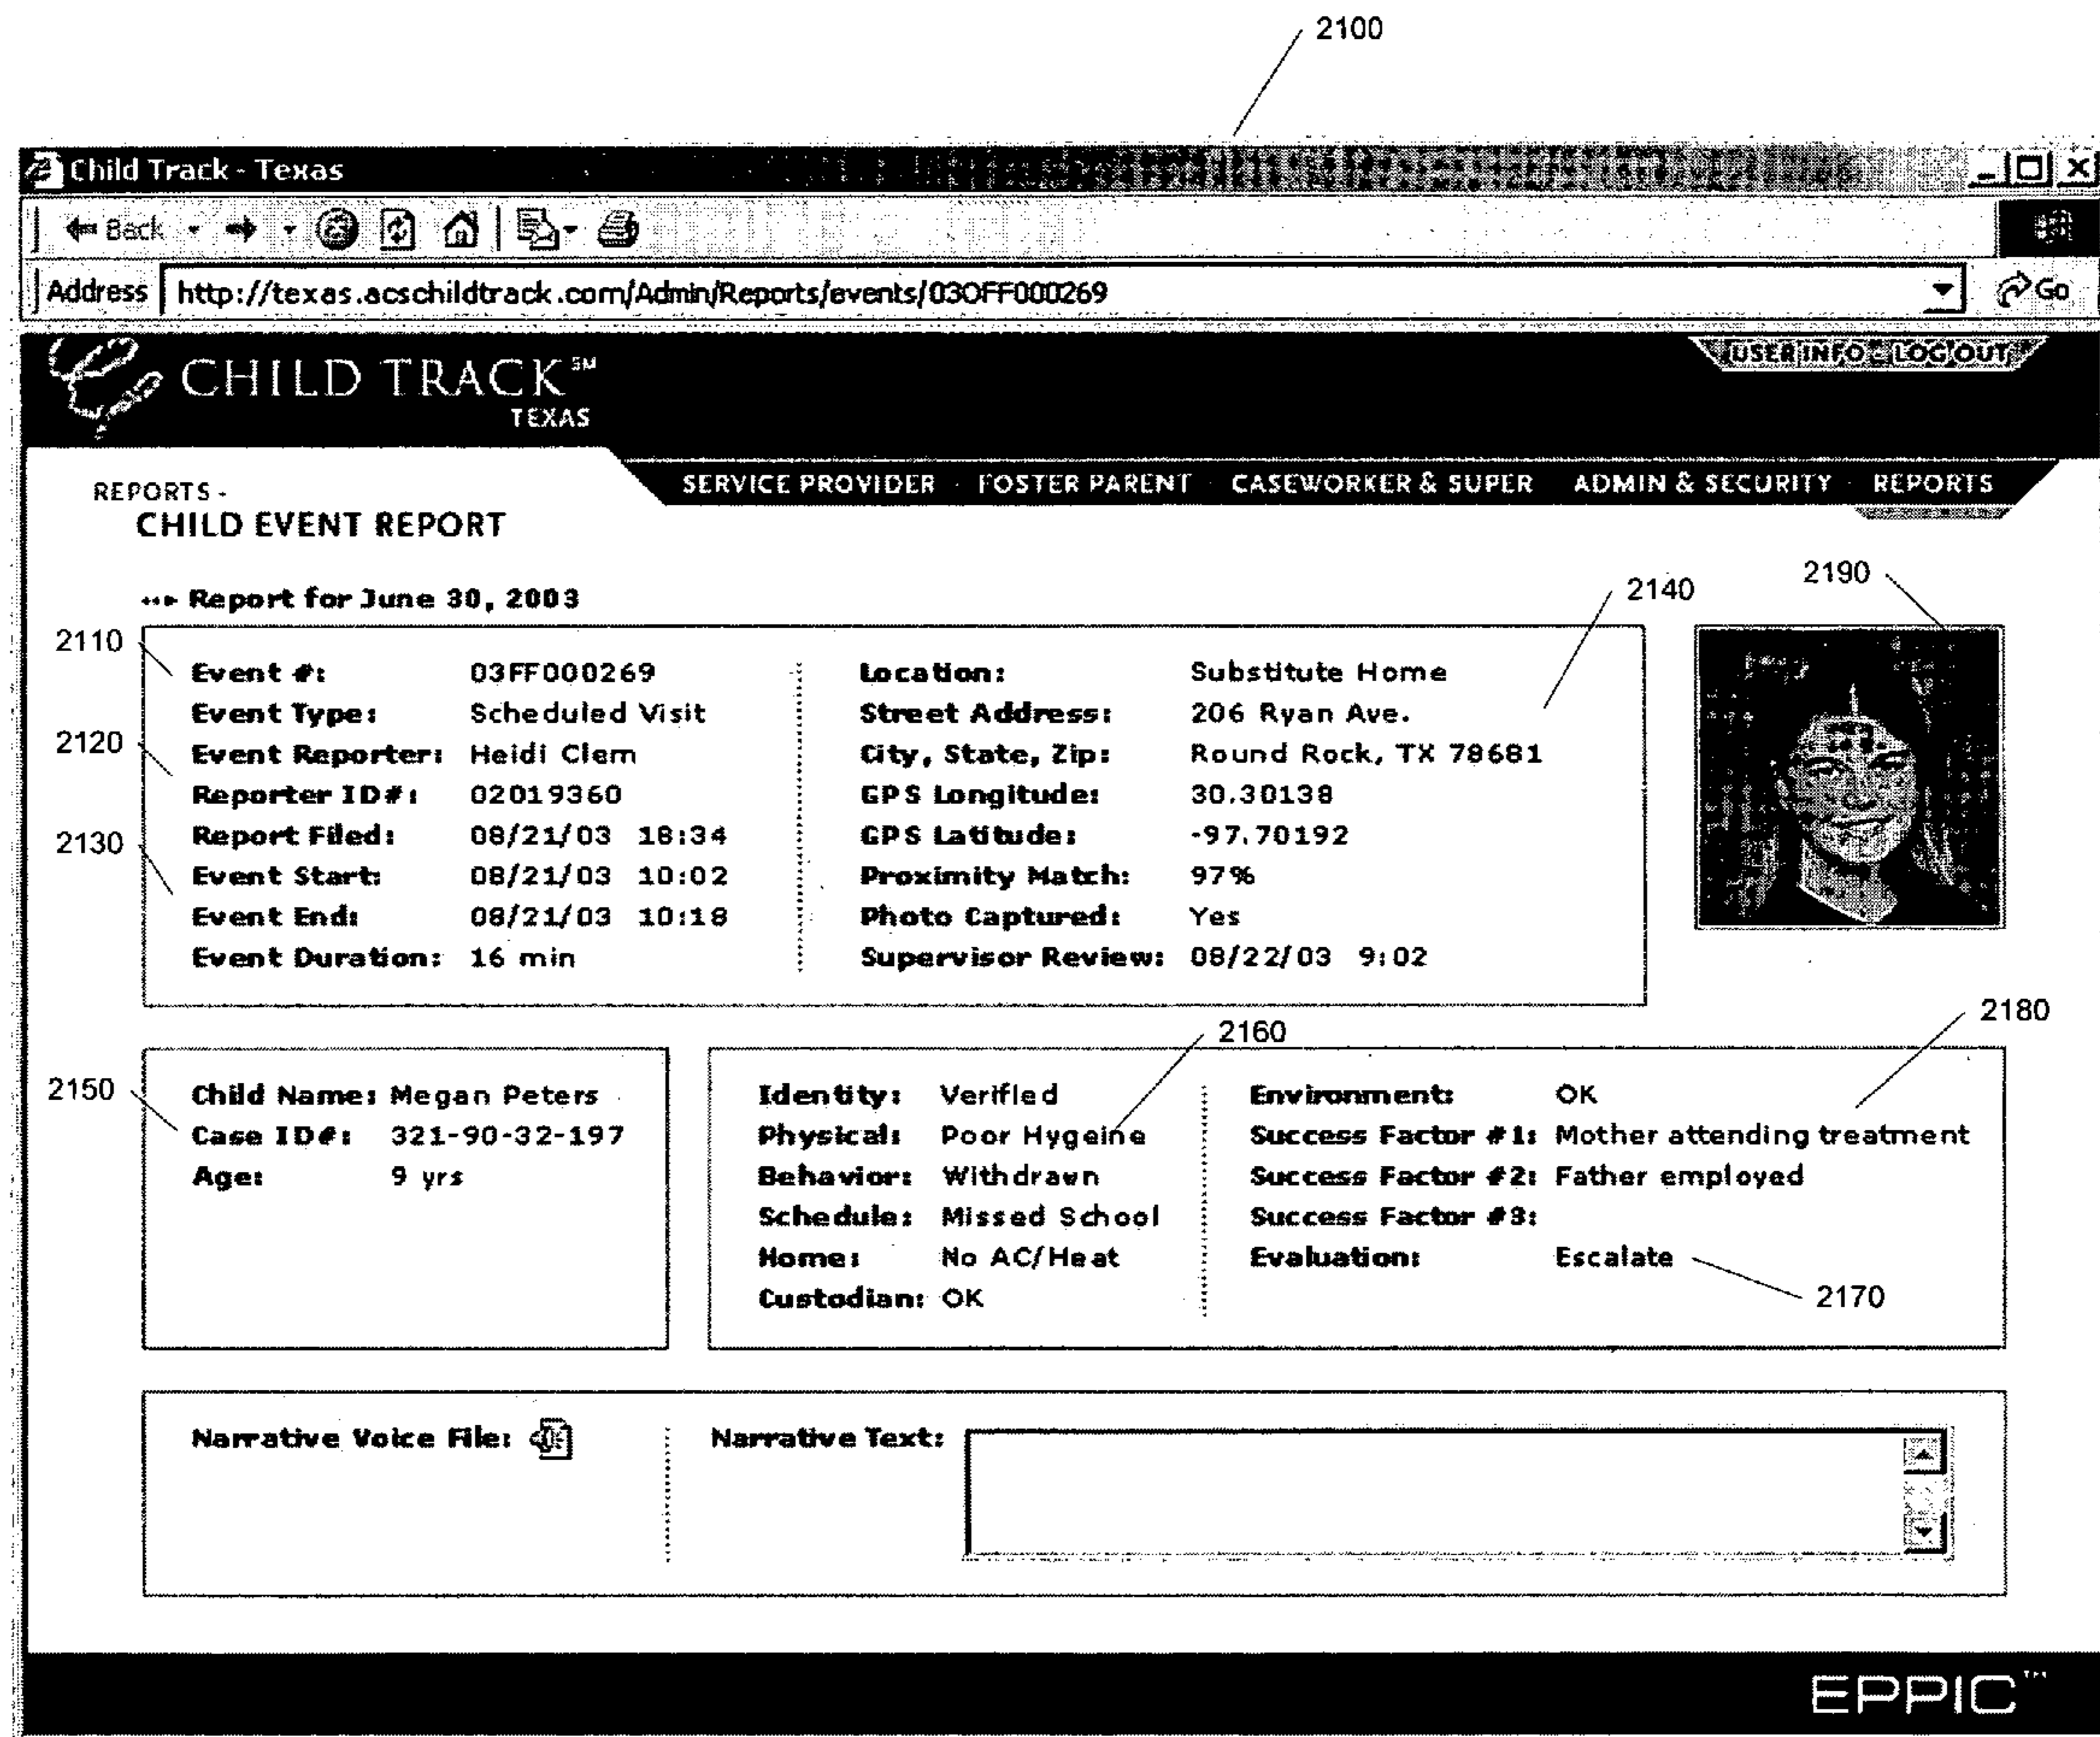 2100
Child Track - Texas
Back
Address http://texas.acschildtrack.com/Admin/Reports/events/03OFF000269 Go
USER INFO - LOG OUT
CHILD TRACK SM
TEXAS
SERVICE PROVIDER · FOSTER PARENT · CASEWORKER & SUPER ADMIN & SECURITY · REPORTS
REPORTS -
CHILD EVENT REPORT
Report for June 30, 2003
2140
2190
2110
Event #: 03FF000269 Location: Substitute Home
Event Type: Scheduled Visit Street Address: 206 Ryan Ave.
2120
Event Reporter: Heidi Clem City, State, Zip: Round Rock, TX 78681
Reporter ID#: 02019360 GPS Longitude: 30.30138
2130
Report Filed: 08/21/03 18:34 GPS Latitude: -97.70192
Event Start: 08/21/03 10:02 Proximity Match: 97%
Event End: 08/21/03 10:18 Photo Captured: Yes
Event Duration: 16 min Supervisor Review: 08/22/03 9:02
2160
2180
2150
Child Name: Megan Peters
Case ID#: 321-90-32-197
Age: 9 yrs
Identity: Verified Environment: OK
Physical: Poor Hygeine Success Factor #1: Mother attending treatment
Behavior: Withdrawn Success Factor #2: Father employed
Schedule: Missed School Success Factor #3:
Home: No AC/Heat Evaluation: Escalate
Custodian: OK
2170
Narrative Voice File: Narrative Text:
EPPIC™